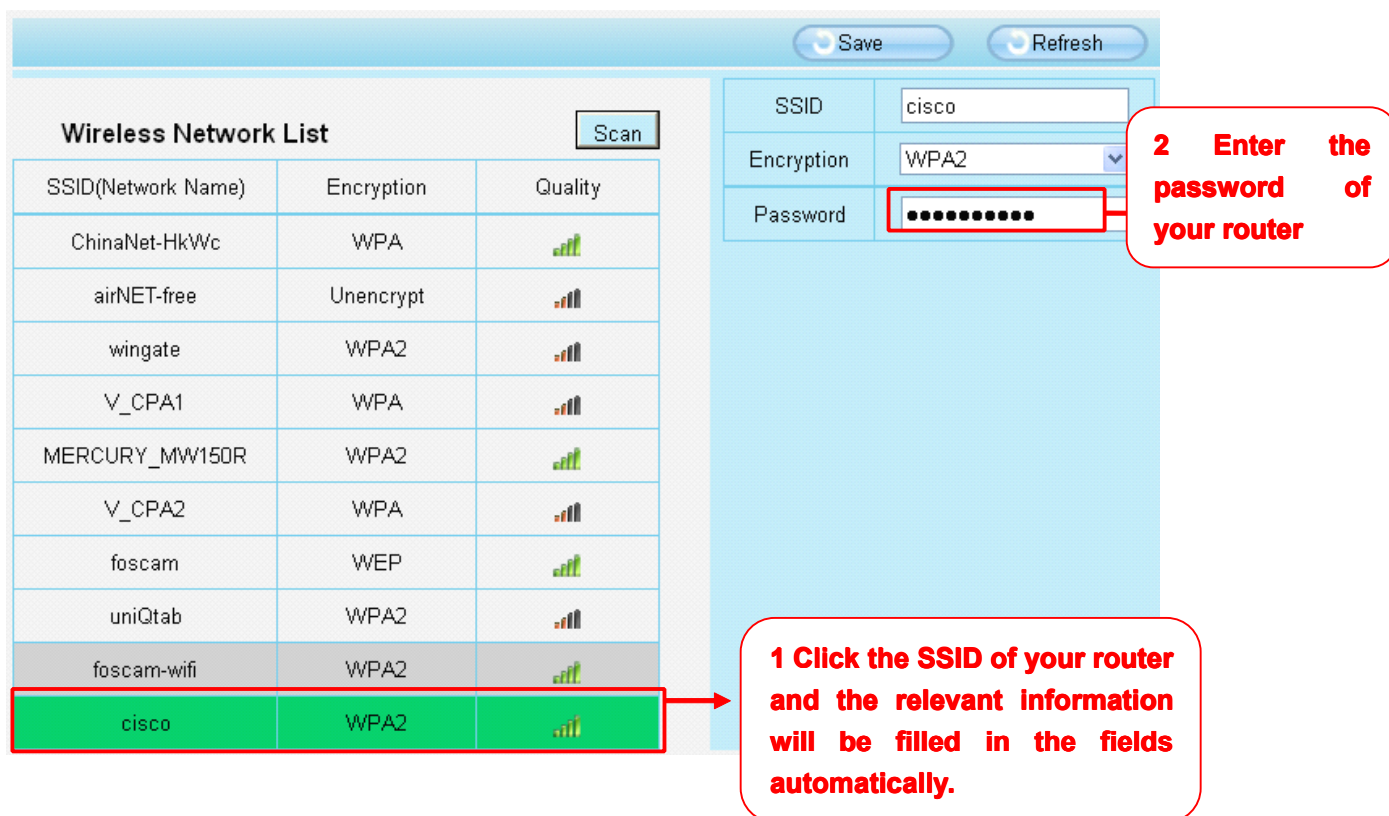 Save Refresh
Wireless Network List Scan
SSID(Network Name) Encryption Quality
ChinaNet-HkWc WPA
airNET-free Unencrypt
wingate WPA2
V_CPA1 WPA
MERCURY_MW150R WPA2
V_CPA2 WPA
foscam WEP
uniQtab WPA2
foscam-wifi WPA2
cisco WPA2
SSID cisco
Encryption WPA2
Password ●●●●●●●●●●
2 Enter the
password of
your router
1 Click the SSID of your router
and the relevant information
will be filled in the fields
automatically.